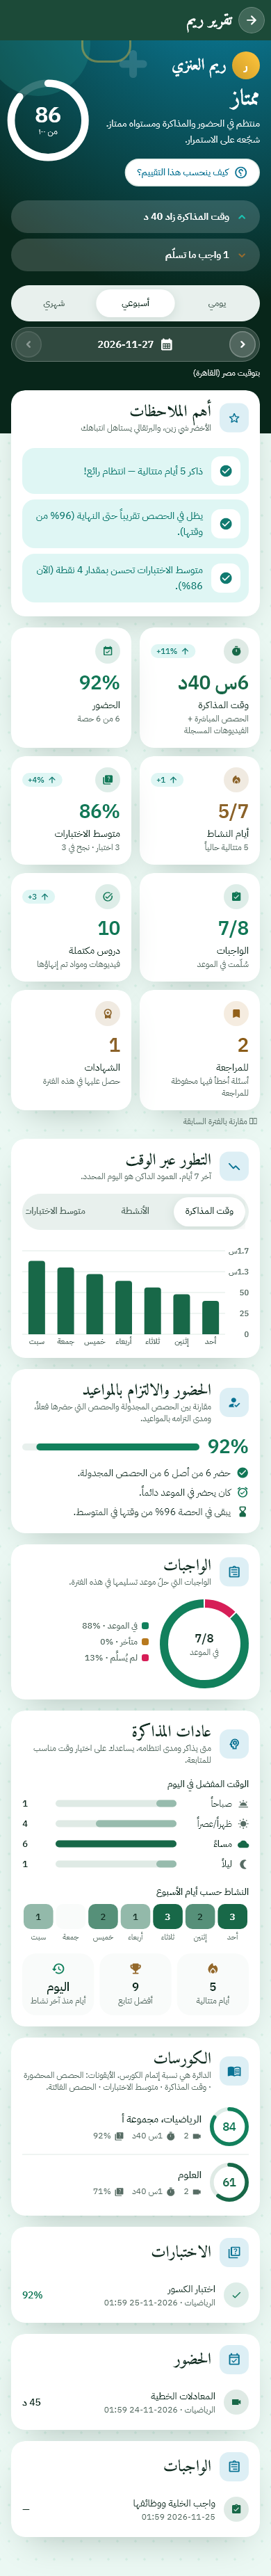 تقرير ريم
ر
ريم العنزي
ممتاز
منتظم في الحضور والمذاكرة ومستواه ممتاز.
شجّعه على الاستمرار.
86
من ١٠٠
كيف ينحسب هذا التقييم؟
وقت المذاكرة زاد 40 د
1 واجب ما تسلّم
يومي
أسبوعي
شهري
2026-11-27
بتوقيت مصر (القاهرة)
أهم الملاحظات
الأخضر شي زين، والبرتقالي يستاهل انتباهك
ذاكر 5 أيام متتالية — انتظام رائع!
يظل في الحصص تقريباً حتى النهاية (96% من
وقتها).
متوسط الاختبارات تحسن بمقدار 4 نقطة (الآن
86%).
+11%
6س 40د
وقت المذاكرة
الحصص المباشرة +
الفيديوهات المسجلة
92%
الحضور
6 من 6 حصة
+1
5/7
أيام النشاط
5 متتالية حالياً
+4%
86%
متوسط الاختبارات
3 اختبار · نجح في 3
7/8
الواجبات
سُلّمت في الموعد
+3
10
دروس مكتملة
فيديوهات ومواد تم إنهاؤها
2
للمراجعة
أسئلة أخطأ فيها محفوظة
للمراجعة
1
الشهادات
حصل عليها في هذه الفترة
مقارنة بالفترة السابقة
التطور عبر الوقت
آخر 7 أيام. العمود الداكن هو اليوم المحدد.
وقت المذاكرة
الأنشطة
متوسط الاختبارات
1.7س
1.3س
50
25
0
أحد
إثنين
ثلاثاء
أربعاء
خميس
جمعة
سبت
الحضور والالتزام بالمواعيد
مقارنة بين الحصص المجدولة والحصص التي حضرها فعلاً،
ومدى التزامه بالمواعيد.
92%
حضر 6 من أصل 6 من الحصص المجدولة.
كان يحضر في الموعد دائماً.
يبقى في الحصة 96% من وقتها في المتوسط.
الواجبات
الواجبات التي حلّ موعد تسليمها في هذه الفترة.
7/8
في الموعد
في الموعد · 88%
متأخر · 0%
لم يُسلَّم · 13%
عادات المذاكرة
متى يذاكر ومدى انتظامه. يساعدك على اختيار وقت مناسب
للمتابعة.
الوقت المفضل في اليوم
صباحاً
1
ظهراً/عصراً
4
مساءً
6
ليلاً
1
النشاط حسب أيام الأسبوع
3
2
3
1
2
1
أحد
إثنين
ثلاثاء
أربعاء
خميس
جمعة
سبت
5
أيام متتالية
9
أفضل تتابع
اليوم
أيام منذ آخر نشاط
الكورسات
الدائرة هي نسبة إتمام الكورس. الأيقونات: الحصص المحضورة
· وقت المذاكرة · متوسط الاختبارات · الحصص الفائتة.
84
الرياضيات، مجموعة أ
2
1س 40د
92%
61
العلوم
2
1س 40د
71%
الاختبارات
اختبار الكسور
الرياضيات · 2026-11-25 01:59
92%
الحضور
المعادلات الخطية
الرياضيات · 2026-11-24 01:59
45 د
الواجبات
واجب الخلية ووظائفها
2026-11-25 01:59
—